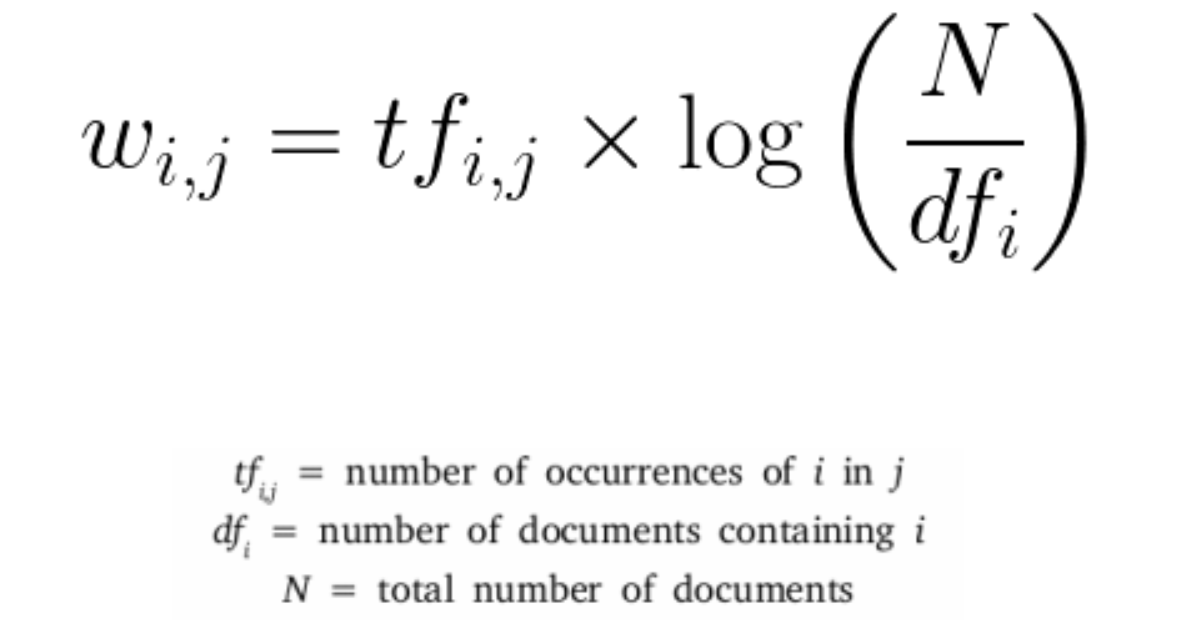 w_{i,j} = tf_{i,j} × log(N/df_i)
tf_{i,j} = number of occurrences of i in j
df_i = number of documents containing i
N = total number of documents